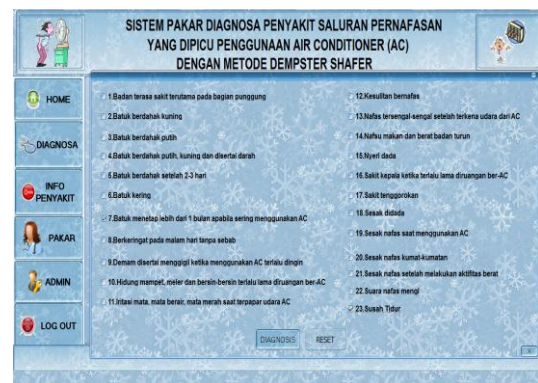 SISTEM PAKAR DIAGNOSA PENYAKIT SALURAN PERNAFASAN
YANG DIPICU PENGGUNAAN AIR CONDITIONER (AC)
DENGAN METODE DEMPSTER SHAFER
HOME
DIAGNOSA
INFO
PENYAKIT
PAKAR
ADMIN
LOG OUT
1.Badan terasa sakit terutama pada bagian punggung
2.Batuk berdahak kuning
3.Batuk berdahak putih
4.Batuk berdahak putih, kuning dan disertai darah
5.Batuk berdahak setelah 2-3 hari
6.Batuk kering
7.Batuk menetap lebih dari 1 bulan apabila sering menggunakan AC
8.Berkeringat pada malam hari tanpa sebab
9.Demam disertai menggigil ketika menggunakan AC terlalu dingin
10.Hidung mampet, meler dan bersin-bersin terlalu lama diruangan ber-AC
11.Iritasi mata, mata berair, mata merah saat terpapar udara AC
12.Kesulitan bernafas
13.Nafas tersengal-sengal setelah terkena udara dari AC
14.Nafsu makan dan berat badan turun
15.Nyeri dada
16.Sakit kepala ketika terlalu lama diruangan ber-AC
17.Sakit tenggorokan
18.Sesak didada
19.Sesak nafas saat menggunakan AC
20.Sesak nafas kumat-kumatan
21.Sesak nafas setelah melakukan aktifitas berat
22.Suara nafas mengi
23.Susah Tidur
DIAGNOSIS RESET